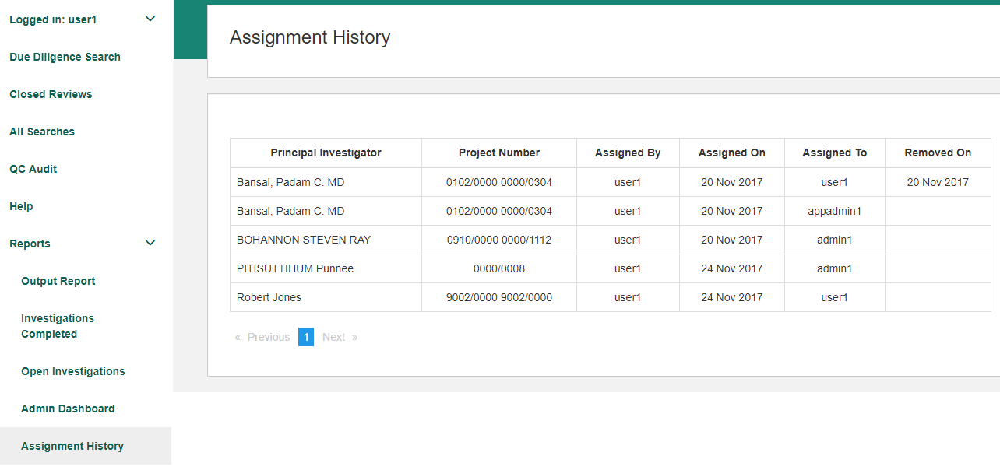 Logged in: user1
Due Diligence Search
Closed Reviews
All Searches
QC Audit
Help
Reports
Output Report
Investigations
Completed
Open Investigations
Admin Dashboard
Assignment History
Assignment History
Principal Investigator Project Number Assigned By Assigned On Assigned To Removed On
Bansal, Padam C. MD 0102/0000 0000/0304 user1 20 Nov 2017 user1 20 Nov 2017
Bansal, Padam C. MD 0102/0000 0000/0304 user1 20 Nov 2017 appadmin1
BOHANNON STEVEN RAY 0910/0000 0000/1112 user1 20 Nov 2017 admin1
PITISUTTIHUM Punnee 0000/0008 user1 24 Nov 2017 admin1
Robert Jones 9002/0000 9002/0000 user1 24 Nov 2017 user1
« Previous 1 Next »